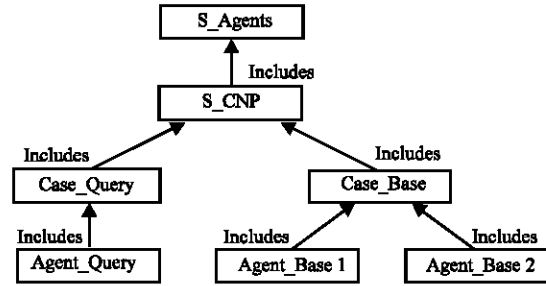 S_Agents
Includes
S_CNP
Includes
Includes
Case_Query
Case_Base
Includes
Includes
Includes
Agent_Query
Agent_Base 1
Agent_Base 2